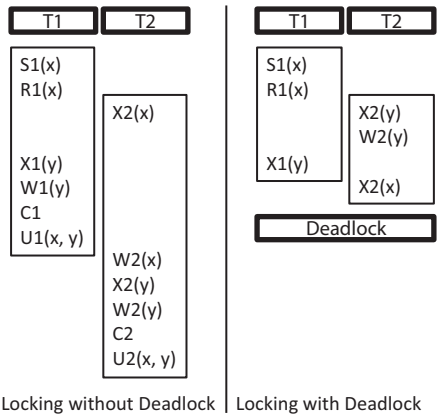 T1
T2
S1(x)
R1(x)
X2(x)
X1(y)
W1(y)
C1
U1(x, y)
W2(x)
X2(y)
W2(y)
C2
U2(x, y)
Locking without Deadlock
T1
T2
S1(x)
R1(x)
X2(y)
W2(y)
X1(y)
X2(x)
Deadlock
Locking with Deadlock